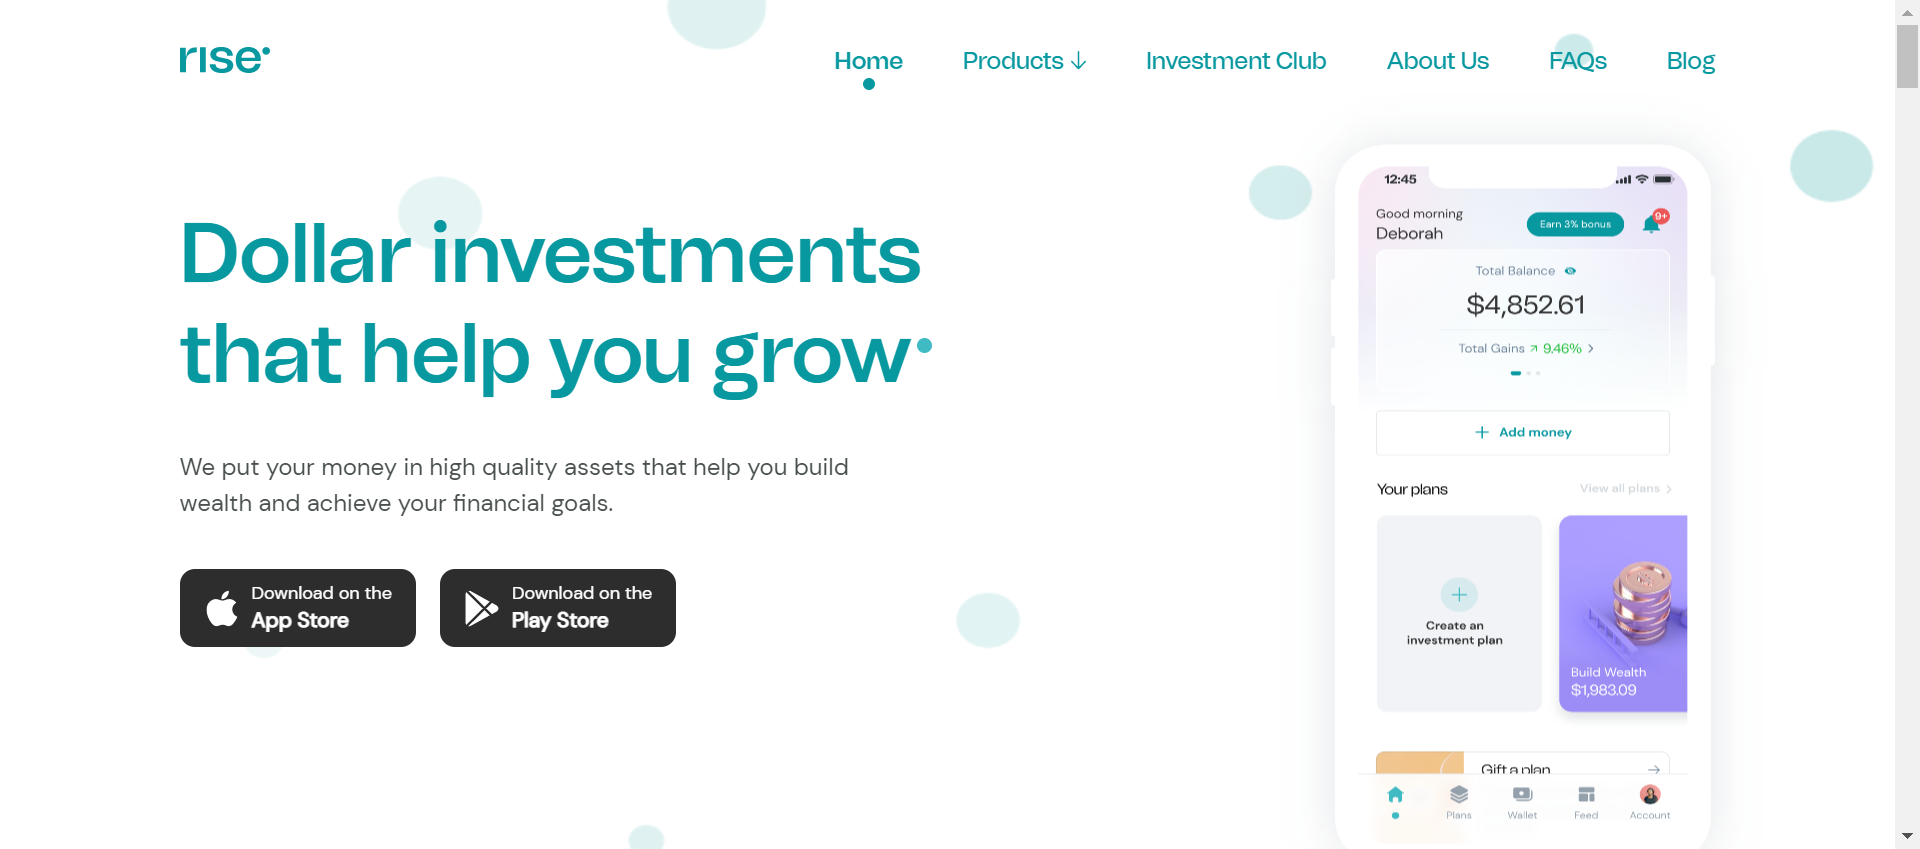 rise
Home
Products ↓
Investment Club
About Us
FAQs
Blog
Dollar investments
that help you grow
We put your money in high quality assets that help you build
wealth and achieve your financial goals.
Download on the
App Store
Download on the
Play Store
12:45
Good morning
Deborah
Earn 3% bonus
9+
Total Balance
$4,852.61
Total Gains 9.46%
Add money
Your plans
View all plans
Create an
investment plan
Build Wealth
$1,983.09
Gift a plan
Plans
Wallet
Feed
Account